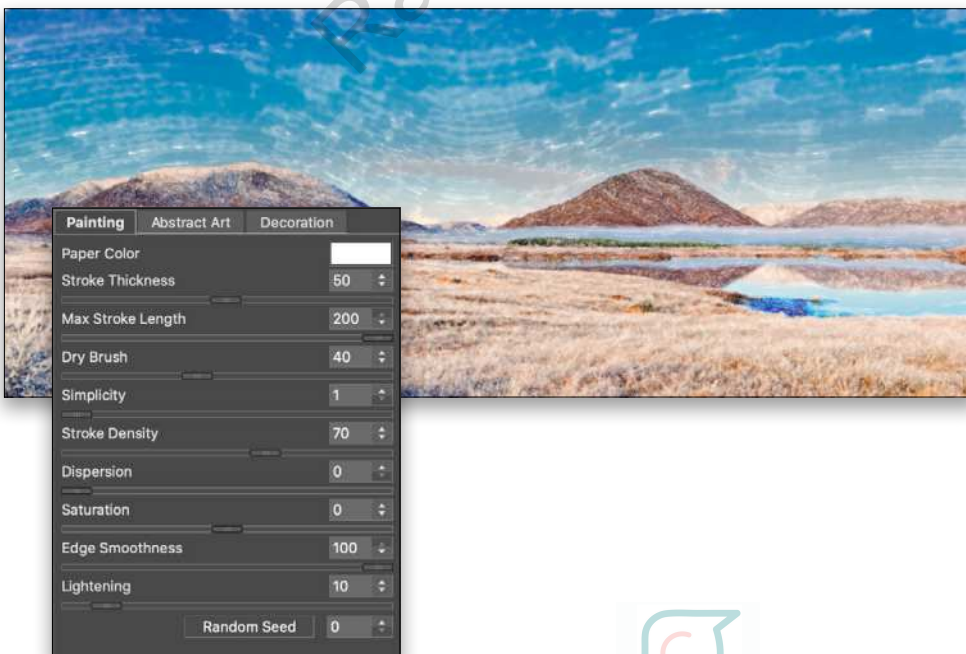 Painting Abstract Art Decoration
Paper Color
Stroke Thickness 50
Max Stroke Length 200
Dry Brush 40
Simplicity 1
Stroke Density 70
Dispersion 0
Saturation 0
Edge Smoothness 100
Lightening 10
Random Seed 0